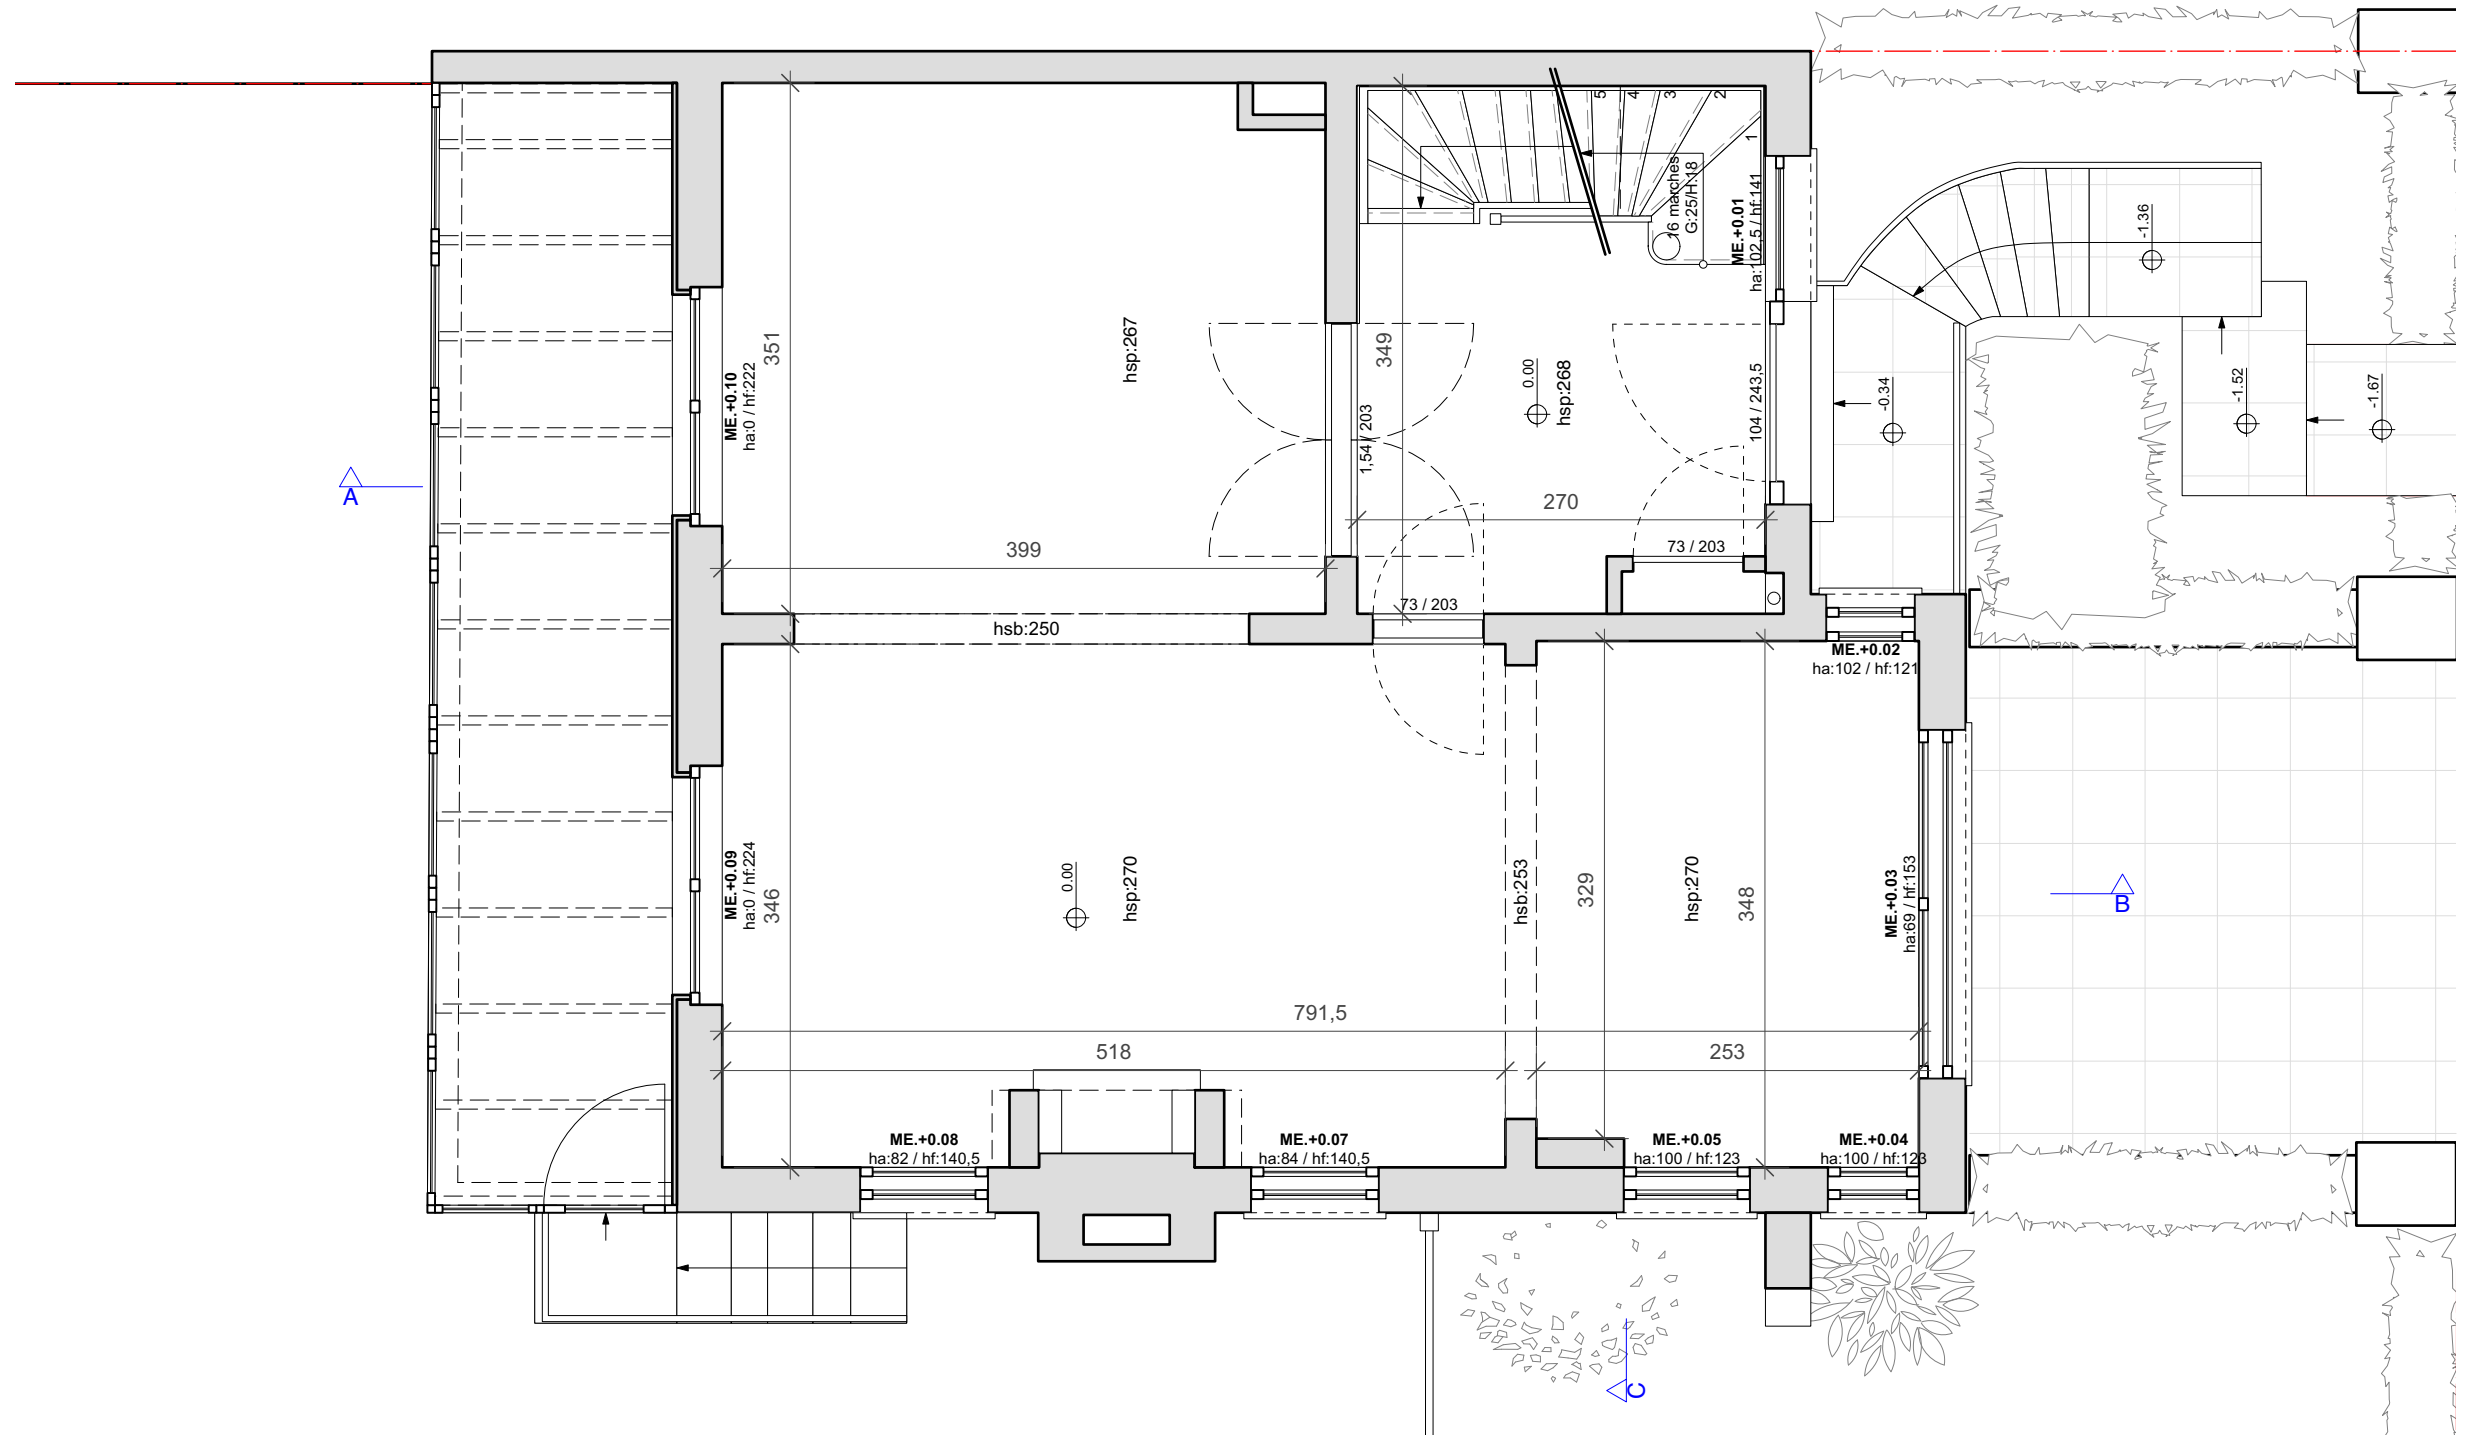 5
4
3
2
1
16 marches
G:25/H:18
ME.+0.01
ha:102,5 / hf:141
-1.36
351
hsp:267
349
0.00
hsp:268
ME.+0.10
ha:0 / hf:222
1,54 / 203
104 / 243,5
-0.34
-1.52
-1.67
A
399
270
73 / 203
73 / 203
hsb:250
ME.+0.02
ha:102 / hf:121
ME.+0.09
ha:0 / hf:224
346
0.00
hsp:270
hsb:253
329
hsp:270
348
ME.+0.03
ha:69 / hf:153
B
791,5
518
253
ME.+0.08
ha:82 / hf:140,5
ME.+0.07
ha:84 / hf:140,5
ME.+0.05
ha:100 / hf:123
ME.+0.04
ha:100 / hf:123
C